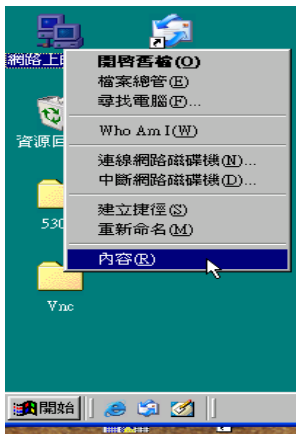 網路上
開啓舊檔(O)
檔案總管(E)
尋找電腦(F)...
Who Am I(W)
資源回
連線網路磁碟機(N)...
中斷網路磁碟機(D)...
建立捷徑(S)
530
重新命名(M)
內容(R)
Vnc
開始